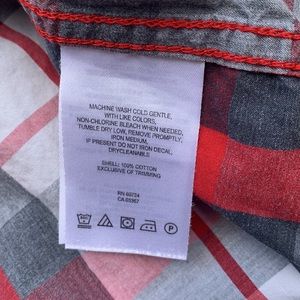 MACHINE WASH COLD GENTLE,
WITH LIKE COLORS,
NON-CHLORINE BLEACH WHEN NEEDED,
TUMBLE DRY LOW, REMOVE PROMPTLY,
IRON MEDIUM,
IF PRESENT DO NOT IRON DECAL,
DRYCLEANABLE
SHELL: 100% COTTON
EXCLUSIVE OF TRIMMING
RN 60724
CA 05367